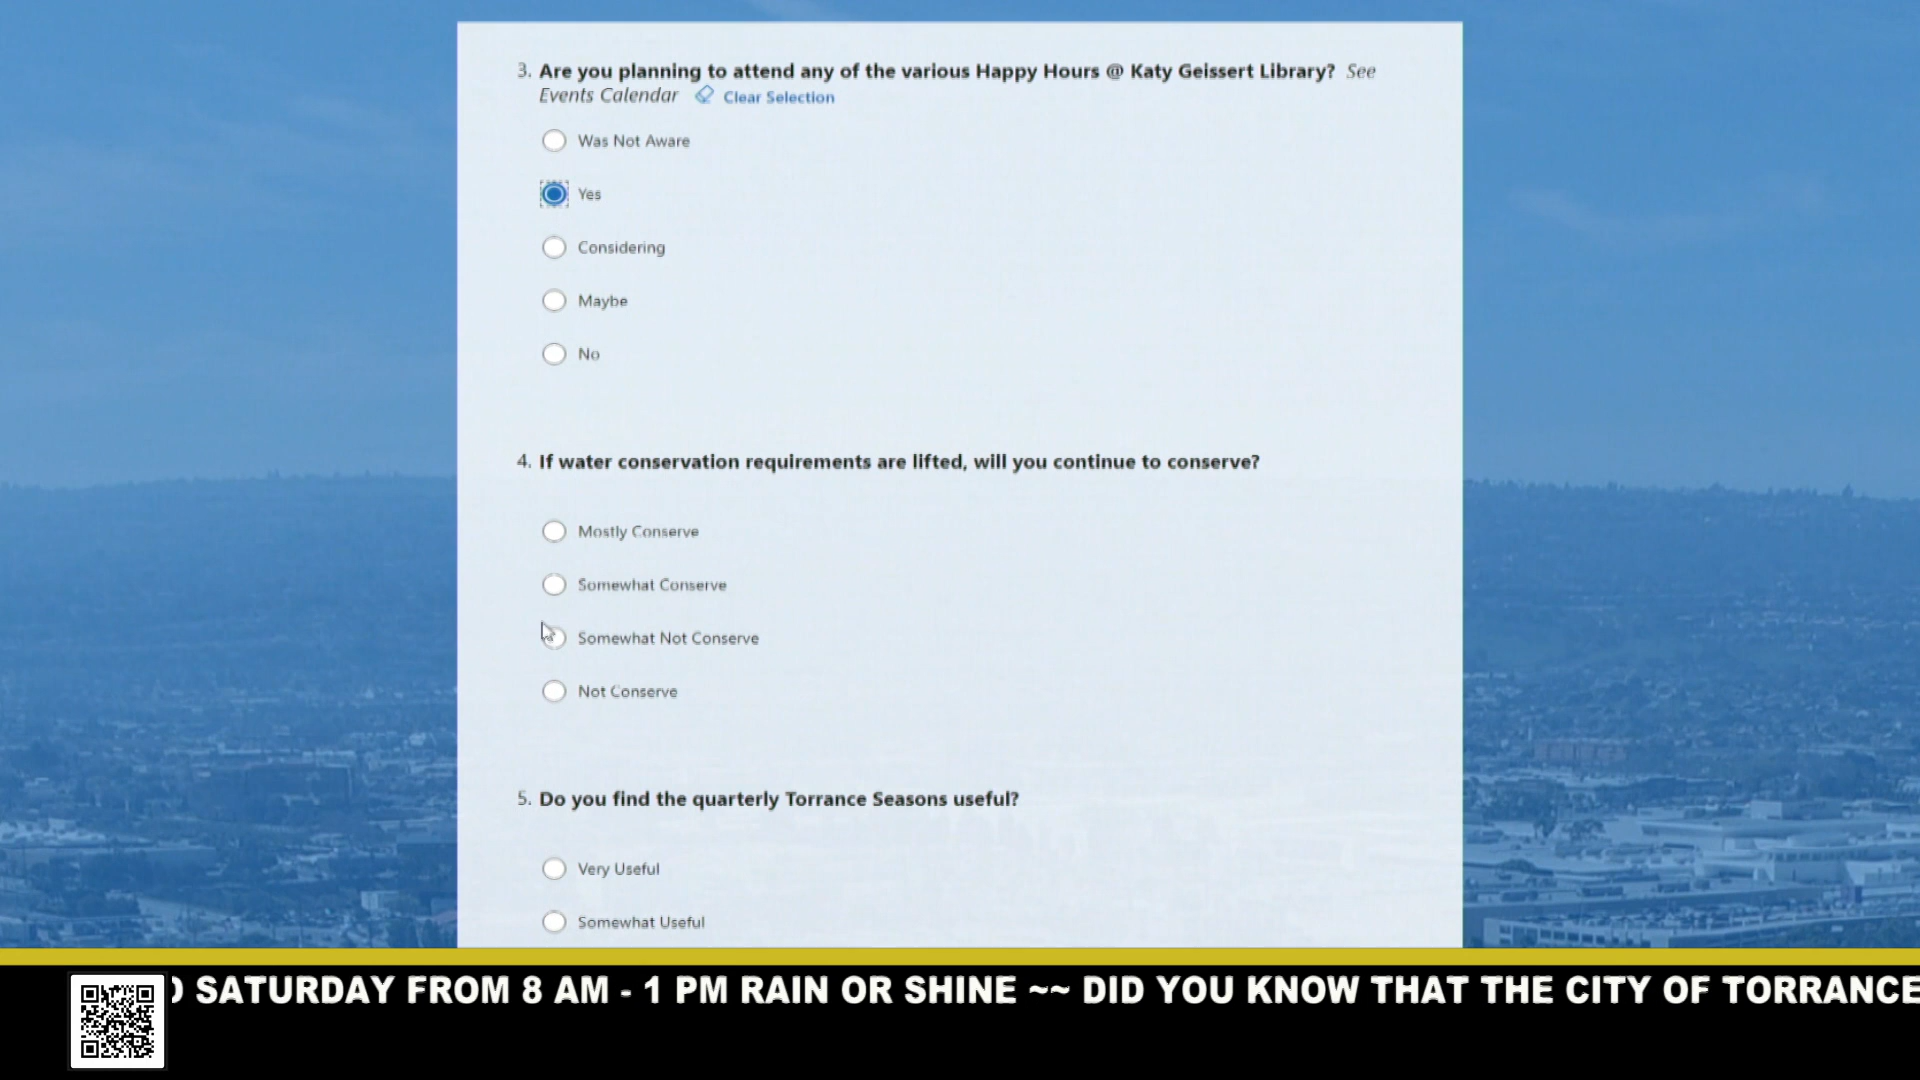 3. Are you planning to attend any of the various Happy Hours @ Katy Geissert Library? See
Events Calendar Clear Selection
Was Not Aware
Yes
Considering
Maybe
No
4. If water conservation requirements are lifted, will you continue to conserve?
Mostly Conserve
Somewhat Conserve
Somewhat Not Conserve
Not Conserve
5. Do you find the quarterly Torrance Seasons useful?
Very Useful
Somewhat Useful
SATURDAY FROM 8 AM - 1 PM RAIN OR SHINE ~~ DID YOU KNOW THAT THE CITY OF TORRANCE